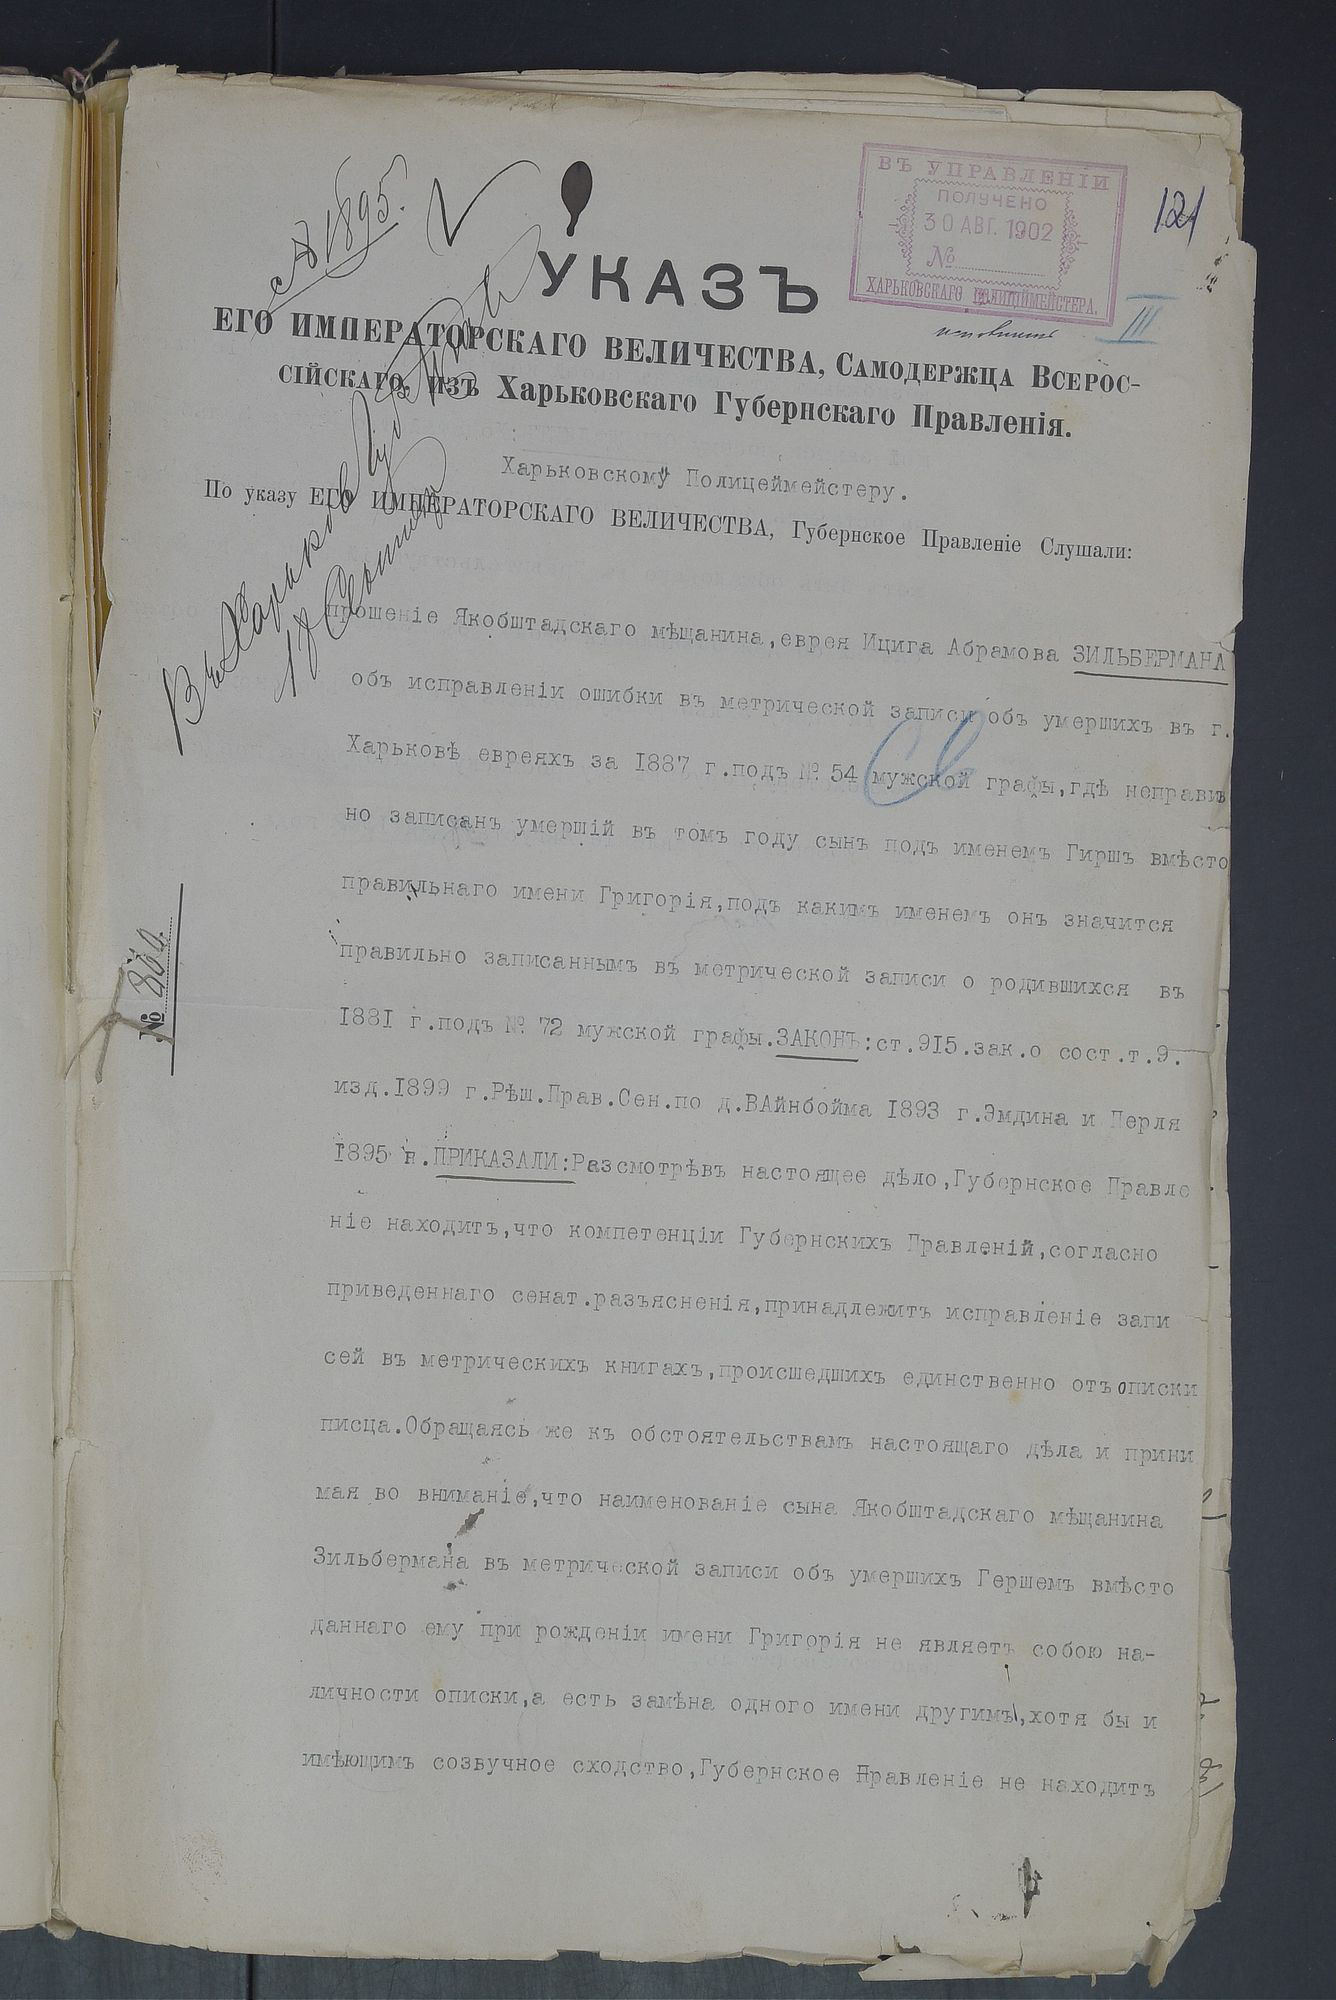 ВЪ УПРАВЛЕНІИ
ПОЛУЧЕНО
30 АВГ. 1902
№
ХАРЬКОВСКАГО ПОЛИЦІЙМЕЙСТЕРА.
121
III
1895.
УКАЗЪ
ЕГО ИМПЕРАТОРСКАГО ВЕЛИЧЕСТВА, Самодержца Всерос-
сійскаго, изъ Харьковскаго Губернскаго Правленія.
Харьковскому Полицеймейстеру.
По указу ЕГО ИМПЕРАТОРСКАГО ВЕЛИЧЕСТВА, Губернское Правленіе Слушали:
прошеніе Якобштадскаго мѣщанина,еврея Ицига Абрамова ЗИЛЬБЕРМАНА
объ исправленіи ошибки въ метрической записи объ умершихъ въ г.
Харьковѣ евреяхъ за 1887 г.подъ № 54 мужской графы,гдѣ неправиъ
но записанъ умершій въ томъ году сынъ подъ именемъ Гиршъ вмѣсто
правильнаго имени Григорія,подъ какимъ именемъ онъ значится
правильно записаннымъ въ метрической записи о родившихся въ
1881 г.подъ № 72 мужской графы.ЗАКОНЪ:ст.915.зак.о сост.т.9.
изд.1899 г.Рѣш.Прав.Сен.по д.ВАйнбойма 1893 г.Эмдина и Перля
1895 г.ПРИКАЗАЛИ:Разсмотрѣвъ настоящее дѣло,Губернское Правле
ніе находитъ,что компетенціи Губернскихъ Правленій,согласно
приведеннаго сенат.разъясненія,принадлежитъ исправленіе запи
сей въ метрическихъ книгахъ,происшедшихъ единственно отъ описки
писца.Обращаясь же къ обстоятельствамъ настоящаго дѣла и прини
мая во вниманіе,что наименованіе сына Якобштадскаго мѣщанина
Зильбермана въ метрической записи объ умершихъ Гершемъ вмѣсто
даннаго ему при рожденіи имени Григорія не являетъ собою на-
личности описки,а есть замѣна одного имени другимъ,хотя бы и
имѣющимъ созвучное сходство,Губернское Правленіе не находитъ
Въ Харьковѣ
№ 860.